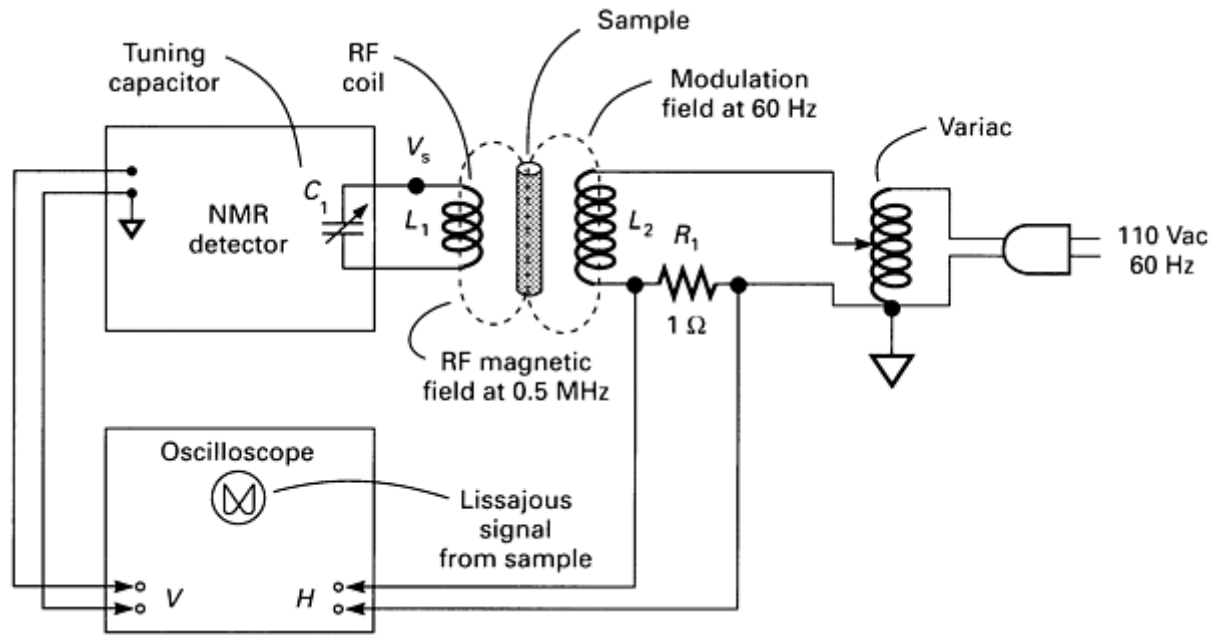 Sample
Tuning
capacitor
RF
coil
Modulation
field at 60 Hz
Variac
Vs
C1
NMR
detector
L1
L2
R1
1 Ω
110 Vac
60 Hz
RF magnetic
field at 0.5 MHz
Oscilloscope
Lissajous
signal
from sample
V
H